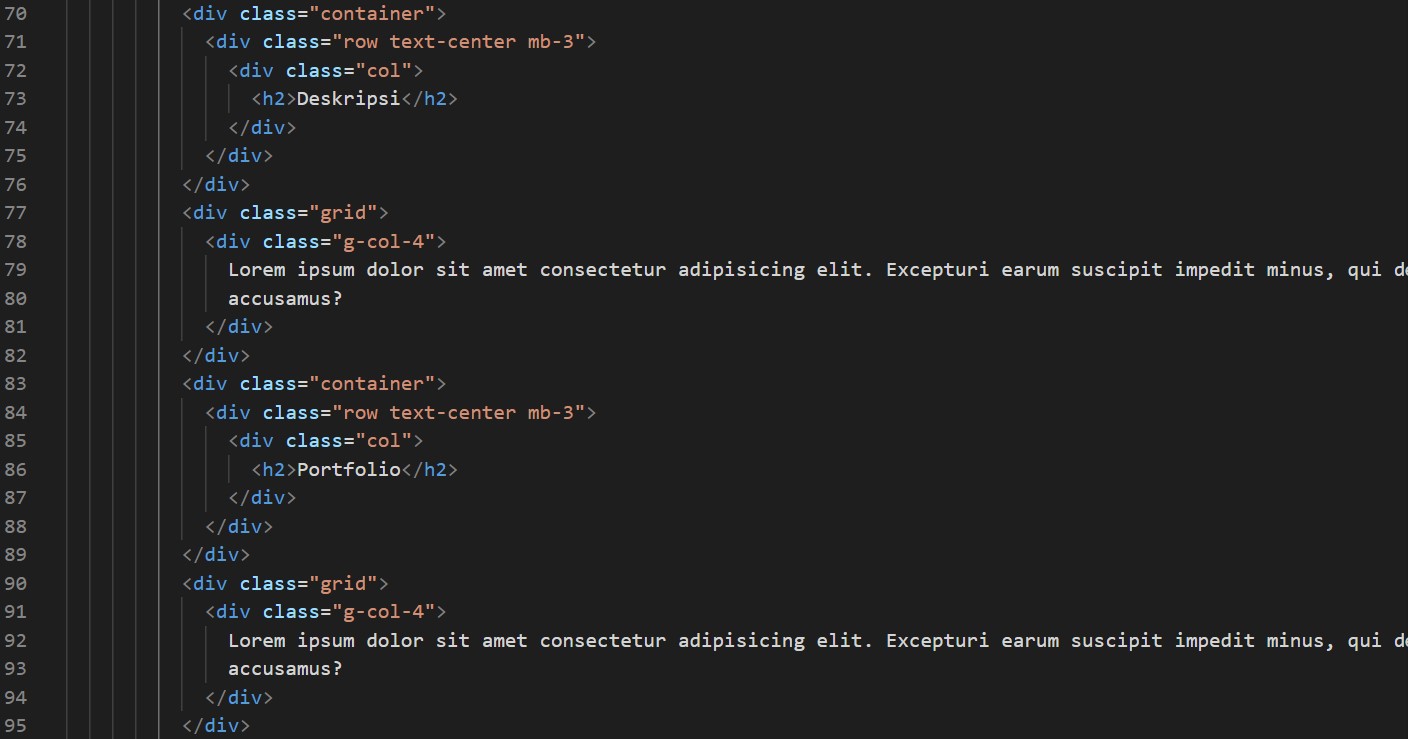 70 <div class="container">
71 <div class="row text-center mb-3">
72 <div class="col">
73 <h2>Deskripsi</h2>
74 </div>
75 </div>
76 </div>
77 <div class="grid">
78 <div class="g-col-4">
79 Lorem ipsum dolor sit amet consectetur adipisicing elit. Excepturi earum suscipit impedit minus, qui
80 accusamus?
81 </div>
82 </div>
83 <div class="container">
84 <div class="row text-center mb-3">
85 <div class="col">
86 <h2>Portfolio</h2>
87 </div>
88 </div>
89 </div>
90 <div class="grid">
91 <div class="g-col-4">
92 Lorem ipsum dolor sit amet consectetur adipisicing elit. Excepturi earum suscipit impedit minus, qui
93 accusamus?
94 </div>
95 </div>